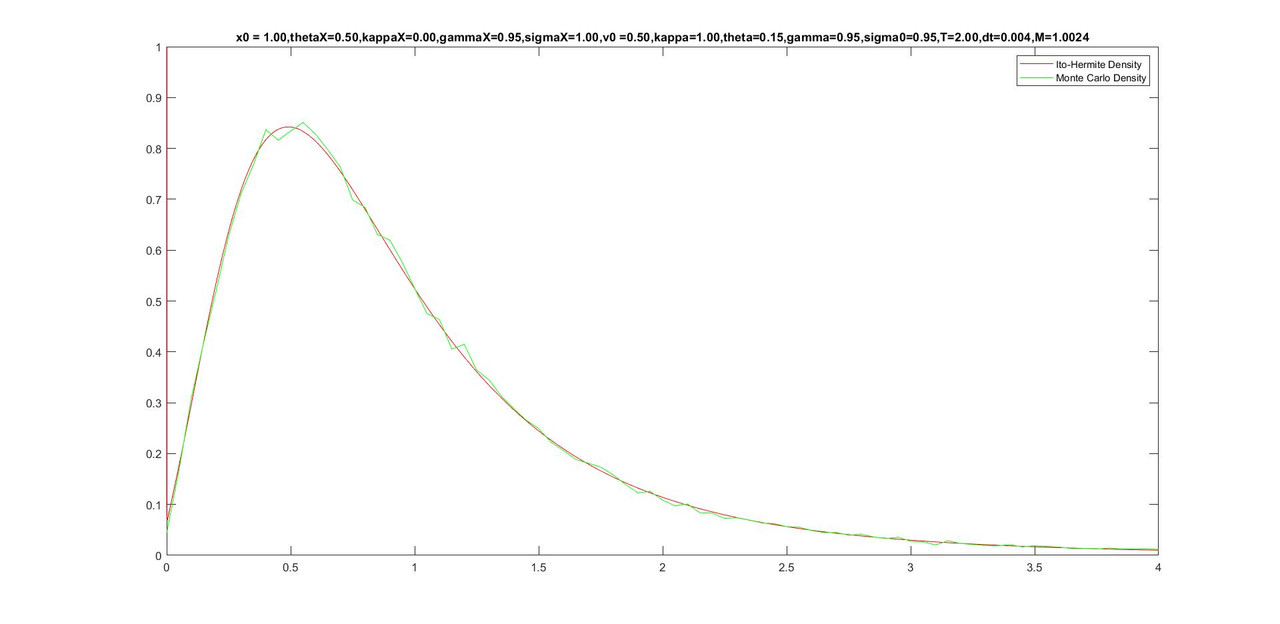 x0 = 1.00,thetaX=0.50,kappaX=0.00,gammaX=0.95,sigmaX=1.00,v0 =0.50,kappa=1.00,theta=0.15,gamma=0.95,sigma0=0.95,T=2.00,dt=0.004,M=1.0024
Ito-Hermite Density
Monte Carlo Density
1
0.9
0.8
0.7
0.6
0.5
0.4
0.3
0.2
0.1
0
0 0.5 1 1.5 2 2.5 3 3.5 4